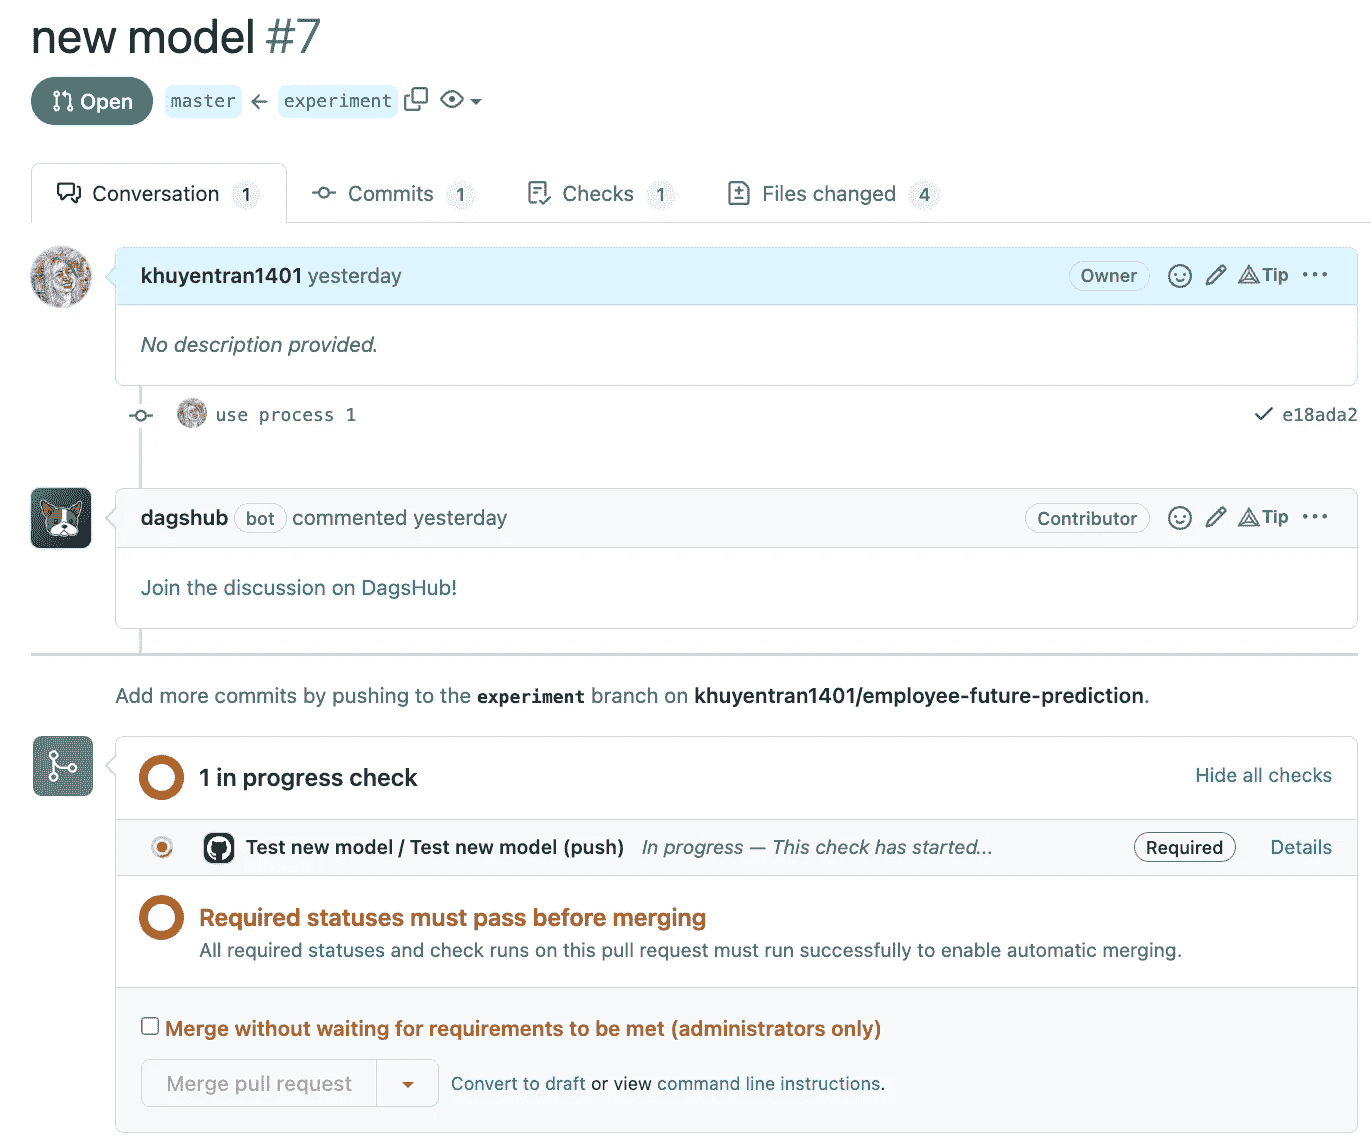 new model #7
Open master ← experiment
Conversation 1 Commits 1 Checks 1 Files changed 4
khuyentran1401 yesterday Owner Tip ...
No description provided.
use process 1 e18ada2
dagshub bot commented yesterday Contributor Tip ...
Join the discussion on DagsHub!
Add more commits by pushing to the experiment branch on khuyentran1401/employee-future-prediction.
1 in progress check Hide all checks
Test new model / Test new model (push) In progress — This check has started... Required Details
Required statuses must pass before merging
All required statuses and check runs on this pull request must run successfully to enable automatic merging.
Merge without waiting for requirements to be met (administrators only)
Merge pull request Convert to draft or view command line instructions.